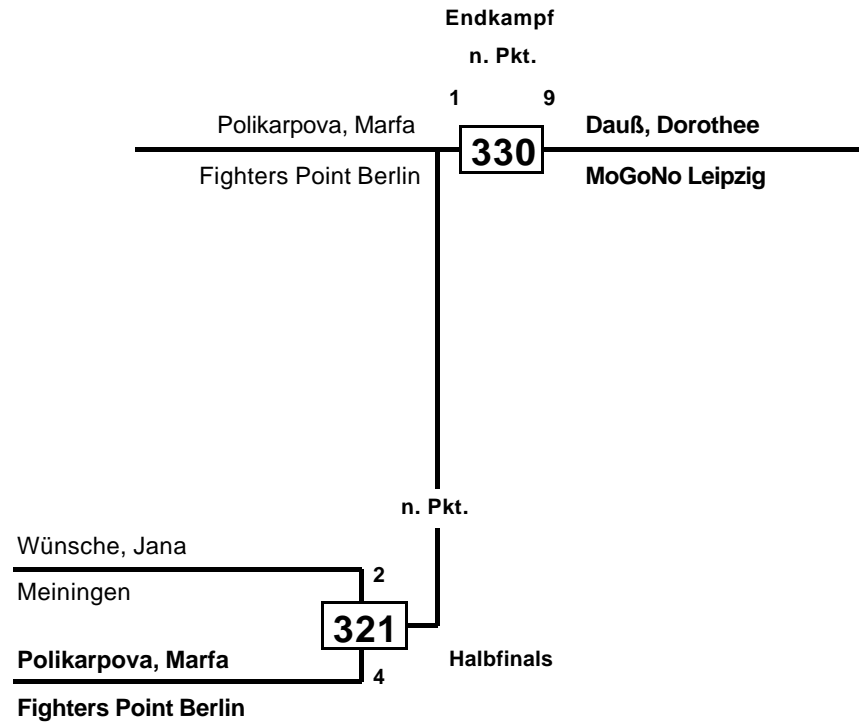 Endkampf
n. Pkt.
1 9
Polikarpova, Marfa 330 Dauß, Dorothee
Fighters Point Berlin MoGoNo Leipzig
n. Pkt.
Wünsche, Jana
2
Meiningen
321
Polikarpova, Marfa Halbfinals
4
Fighters Point Berlin